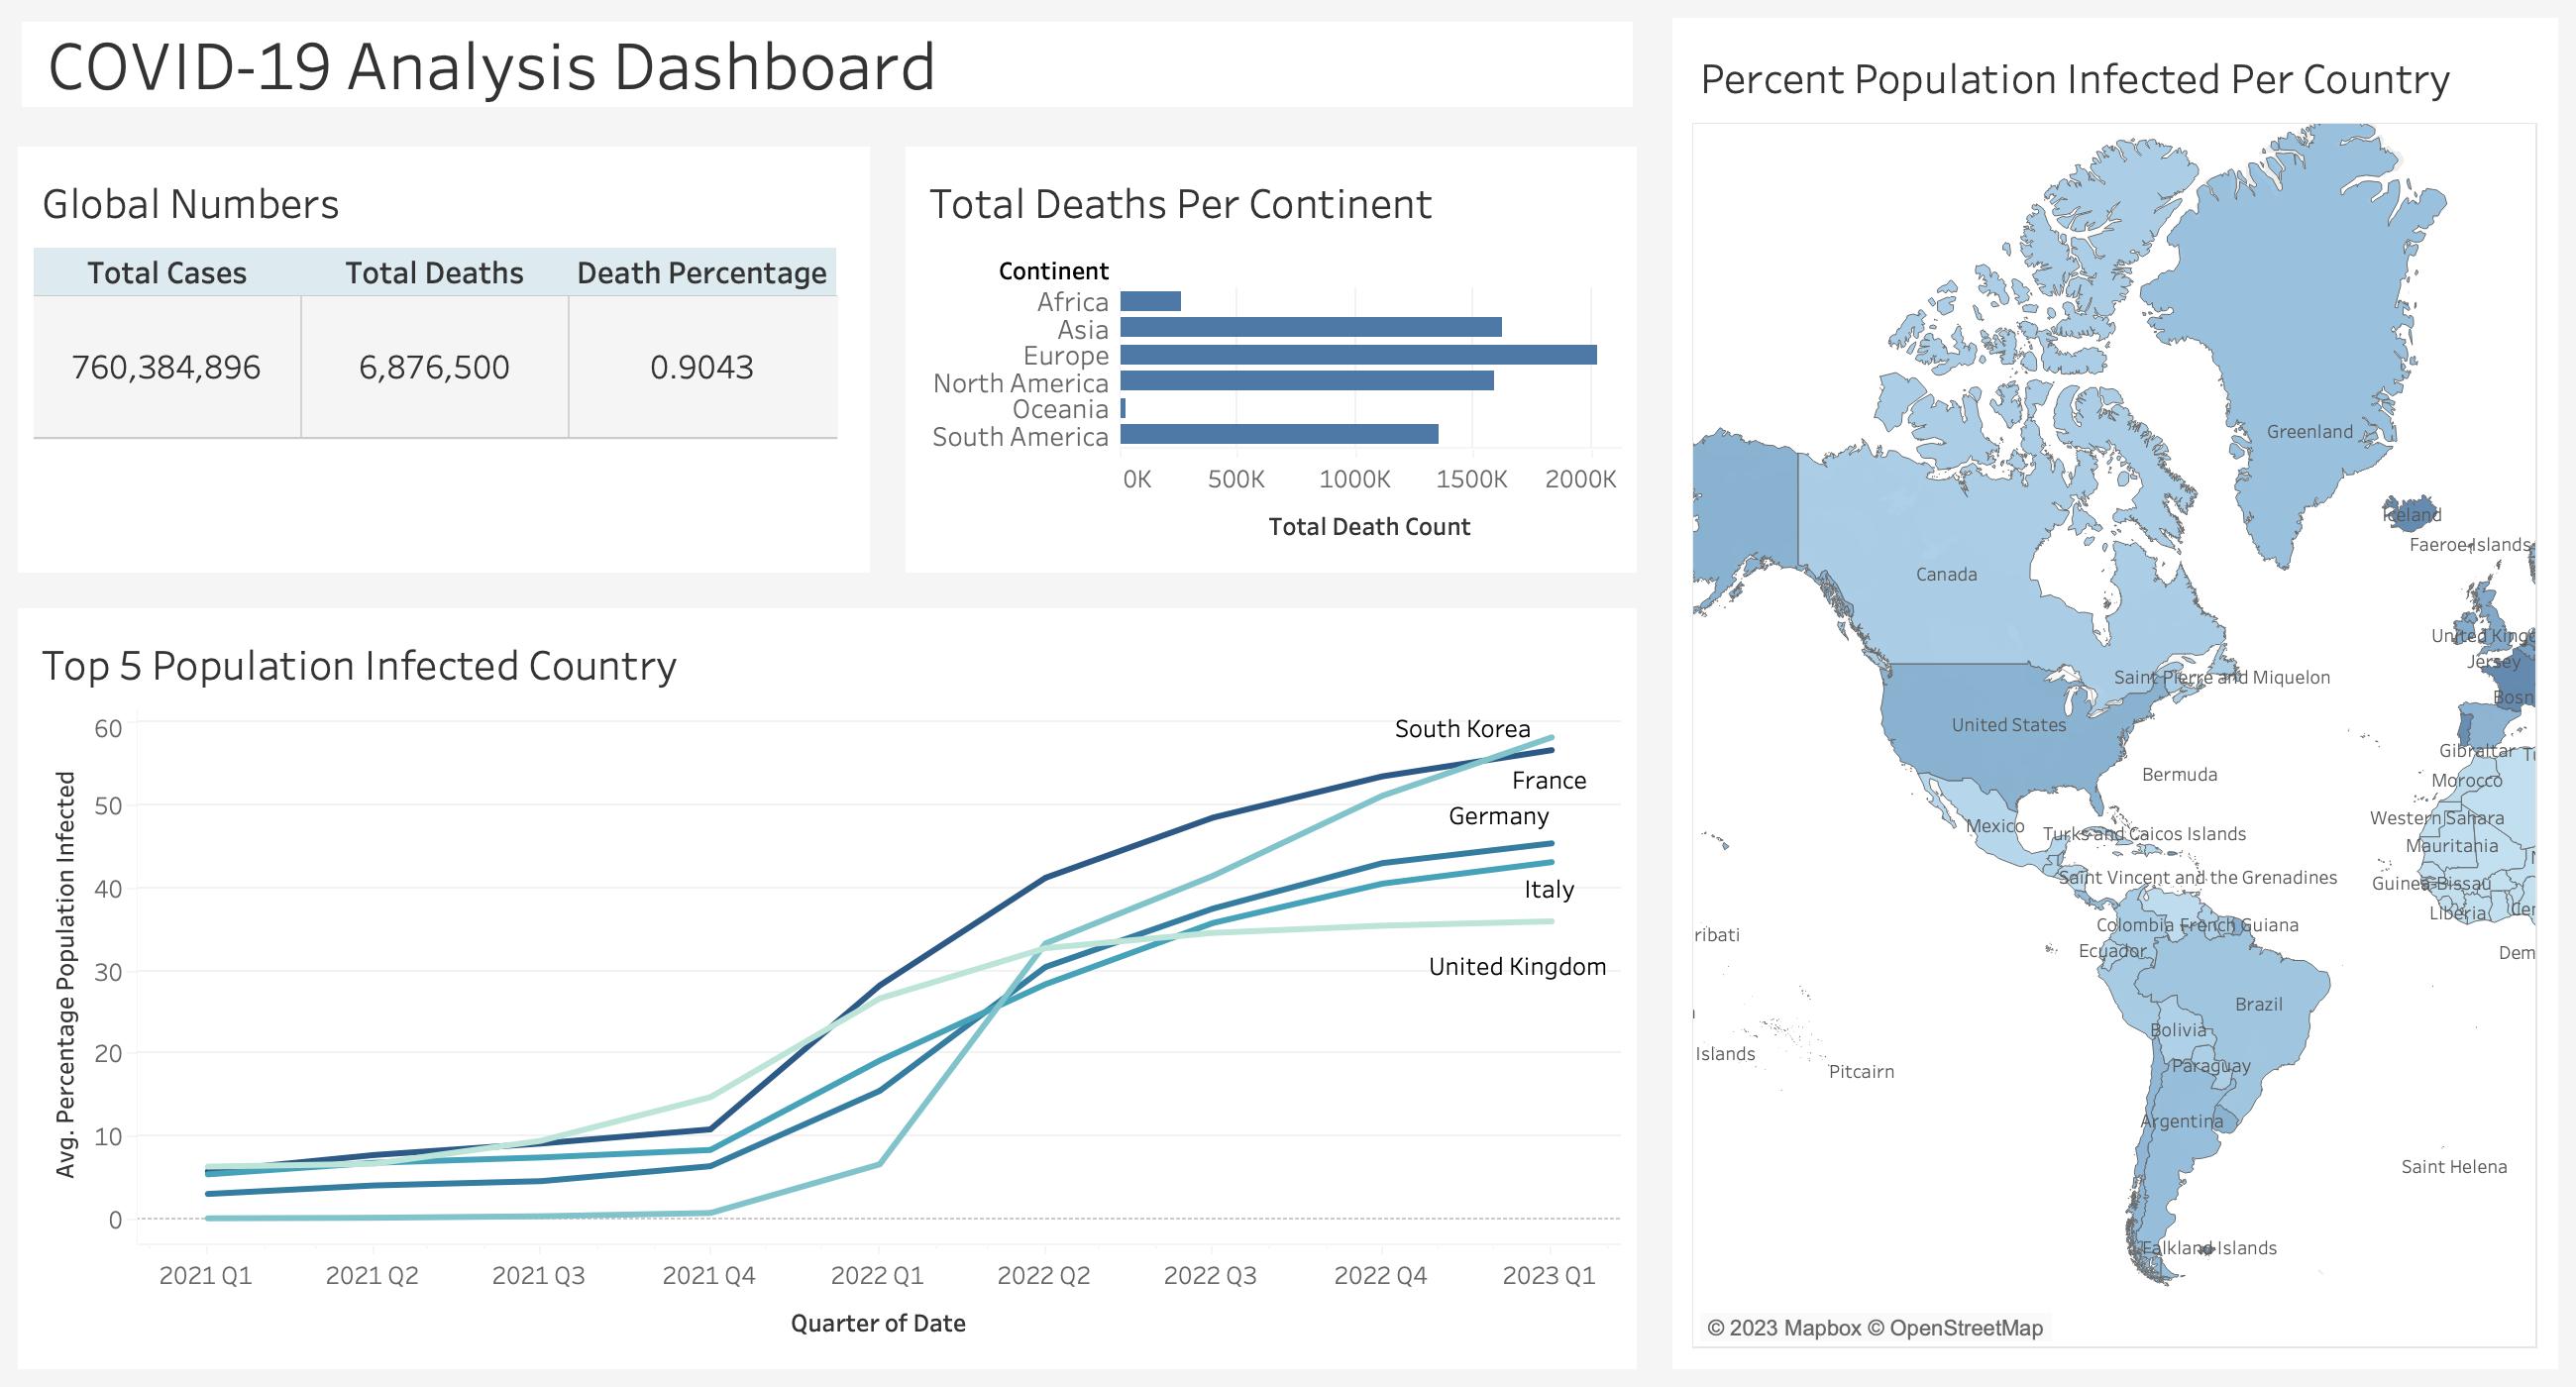 COVID-19 Analysis Dashboard
Global Numbers
Total Cases Total Deaths Death Percentage
760,384,896 6,876,500 0.9043
Total Deaths Per Continent
Continent
Africa
Asia
Europe
North America
Oceania
South America
0K 500K 1000K 1500K 2000K
Total Death Count
Top 5 Population Infected Country
Avg. Percentage Population Infected
60
50
40
30
20
10
0
South Korea
France
Germany
Italy
United Kingdom
2021 Q1 2021 Q2 2021 Q3 2021 Q4 2022 Q1 2022 Q2 2022 Q3 2022 Q4 2023 Q1
Quarter of Date
Percent Population Infected Per Country
Greenland
Iceland
Faeroe Islands
Canada
United Kingd
Jersey
Saint Pierre and Miquelon
Bosn
United States
Gibraltar
Bermuda
Morocco
Western Sahara
Mexico
Turks and Caicos Islands
Mauritania
Saint Vincent and the Grenadines
Guinea-Bissau
Liberia
Colombia French Guiana
ribati
Ecuador
Dem
Brazil
Bolivia
Islands
Paraguay
Pitcairn
Argentina
Saint Helena
Falkland Islands
© 2023 Mapbox © OpenStreetMap